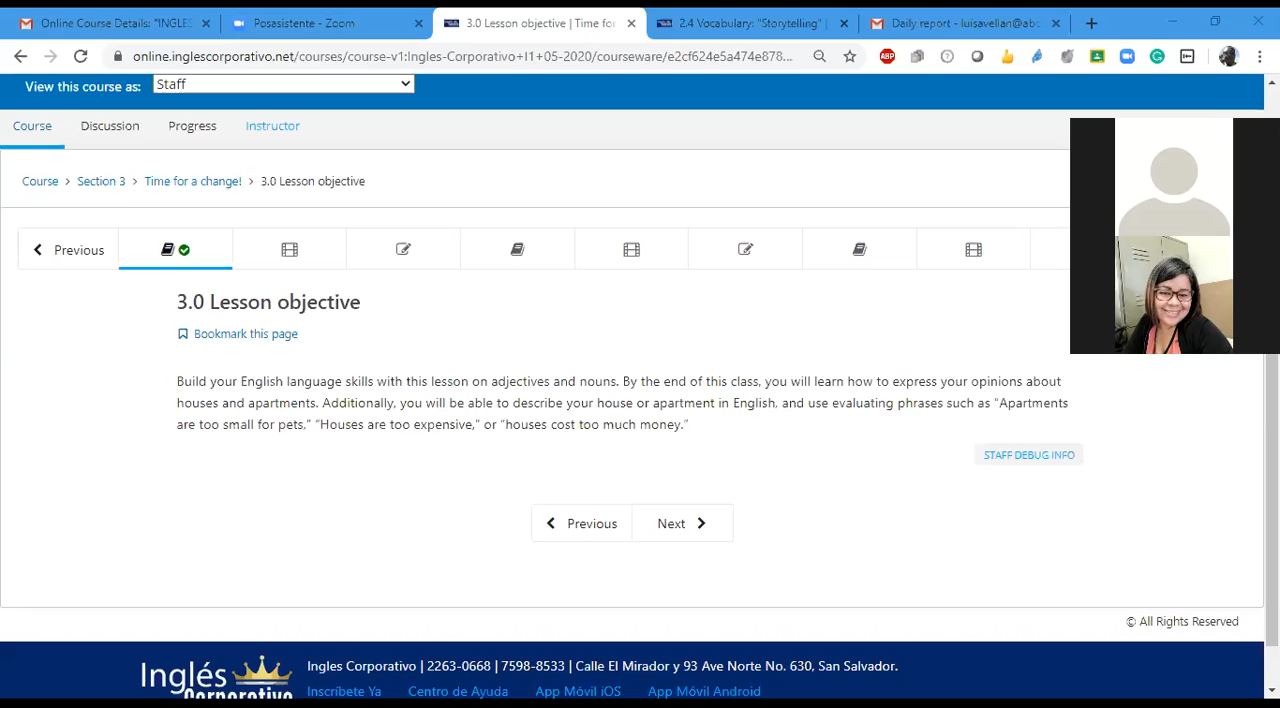 Online Course Details: "INGLES
Posasistente - Zoom
3.0 Lesson objective | Time fo
2.4 Vocabulary: "Storytelling" |
Daily report - luisavelian@abc
online.inglescorporativo.net/courses/course-v1:Ingles-Corporativo+I1+05-2020/courseware/e2cf624e5a474e878...
ABP
View this course as: Staff
Course Discussion Progress Instructor
Course > Section 3 > Time for a change! > 3.0 Lesson objective
Previous
3.0 Lesson objective
Bookmark this page
Build your English language skills with this lesson on adjectives and nouns. By the end of this class, you will learn how to express your opinions about
houses and apartments. Additionally, you will be able to describe your house or apartment in English, and use evaluating phrases such as “Apartments
are too small for pets,” “Houses are too expensive,” or “houses cost too much money.”
STAFF DEBUG INFO
Previous Next
© All Rights Reserved
Inglés
Corporativo
Ingles Corporativo | 2263-0668 | 7598-8533 | Calle El Mirador y 93 Ave Norte No. 630, San Salvador.
Inscríbete Ya Centro de Ayuda App Móvil iOS App Móvil Android